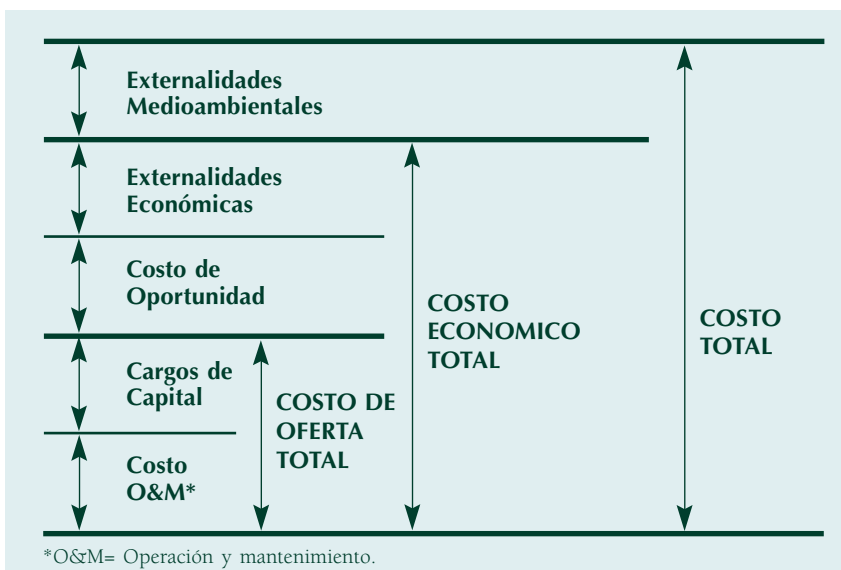 Externalidades
Medioambientales
Externalidades
Económicas
Costo de
Oportunidad
COSTO
ECONOMICO
TOTAL
COSTO
TOTAL
Cargos de
Capital
COSTO DE
OFERTA
TOTAL
Costo
O&M*
*O&M= Operación y mantenimiento.